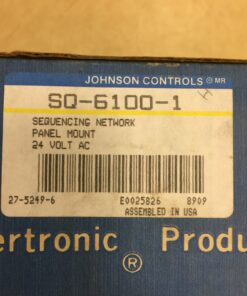 JOHNSON CONTROLS ® MR
SQ-6100-1
SEQUENCING NETWORK
PANEL MOUNT
24 VOLT AC
27-5249-6 E0025826 8909
ASSEMBLED IN USA
ertronic Produ
®